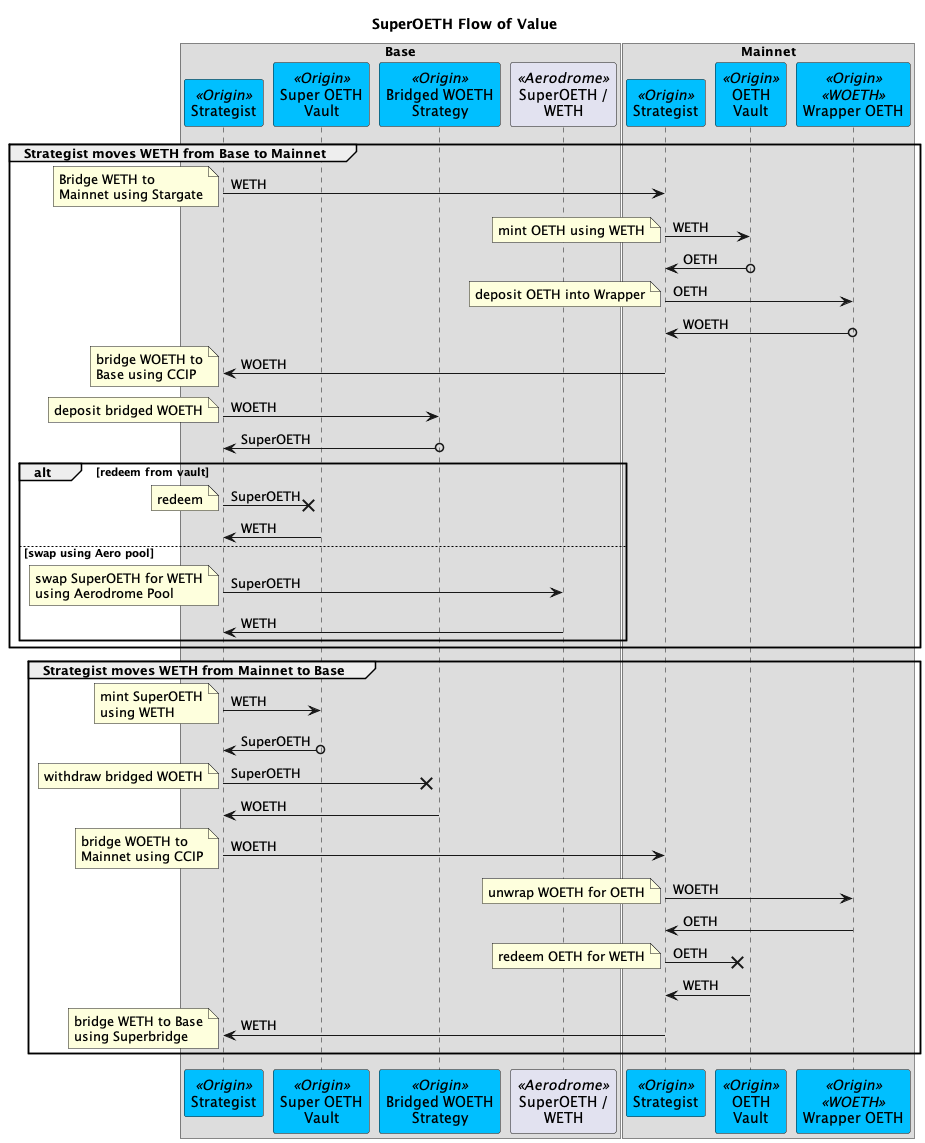 SuperOETH Flow of Value
Base
Mainnet
«Origin»
Strategist
«Origin»
Super OETH
Vault
«Origin»
Bridged WOETH
Strategy
«Aerodrome»
SuperOETH /
WETH
«Origin»
Strategist
«Origin»
OETH
Vault
«Origin»
«WOETH»
Wrapper OETH
Strategist moves WETH from Base to Mainnet
Bridge WETH to
Mainnet using Stargate
WETH
mint OETH using WETH
WETH
OETH
deposit OETH into Wrapper
OETH
WOETH
bridge WOETH to
Base using CCIP
WOETH
deposit bridged WOETH
WOETH
SuperOETH
alt
[redeem from vault]
redeem
SuperOETH
WETH
[swap using Aero pool]
swap SuperOETH for WETH
using Aerodrome Pool
SuperOETH
WETH
Strategist moves WETH from Mainnet to Base
mint SuperOETH
using WETH
WETH
SuperOETH
withdraw bridged WOETH
SuperOETH
WOETH
bridge WOETH to
Mainnet using CCIP
WOETH
unwrap WOETH for OETH
WOETH
OETH
redeem OETH for WETH
OETH
WETH
bridge WETH to Base
using Superbridge
WETH
«Origin»
Strategist
«Origin»
Super OETH
Vault
«Origin»
Bridged WOETH
Strategy
«Aerodrome»
SuperOETH /
WETH
«Origin»
Strategist
«Origin»
OETH
Vault
«Origin»
«WOETH»
Wrapper OETH